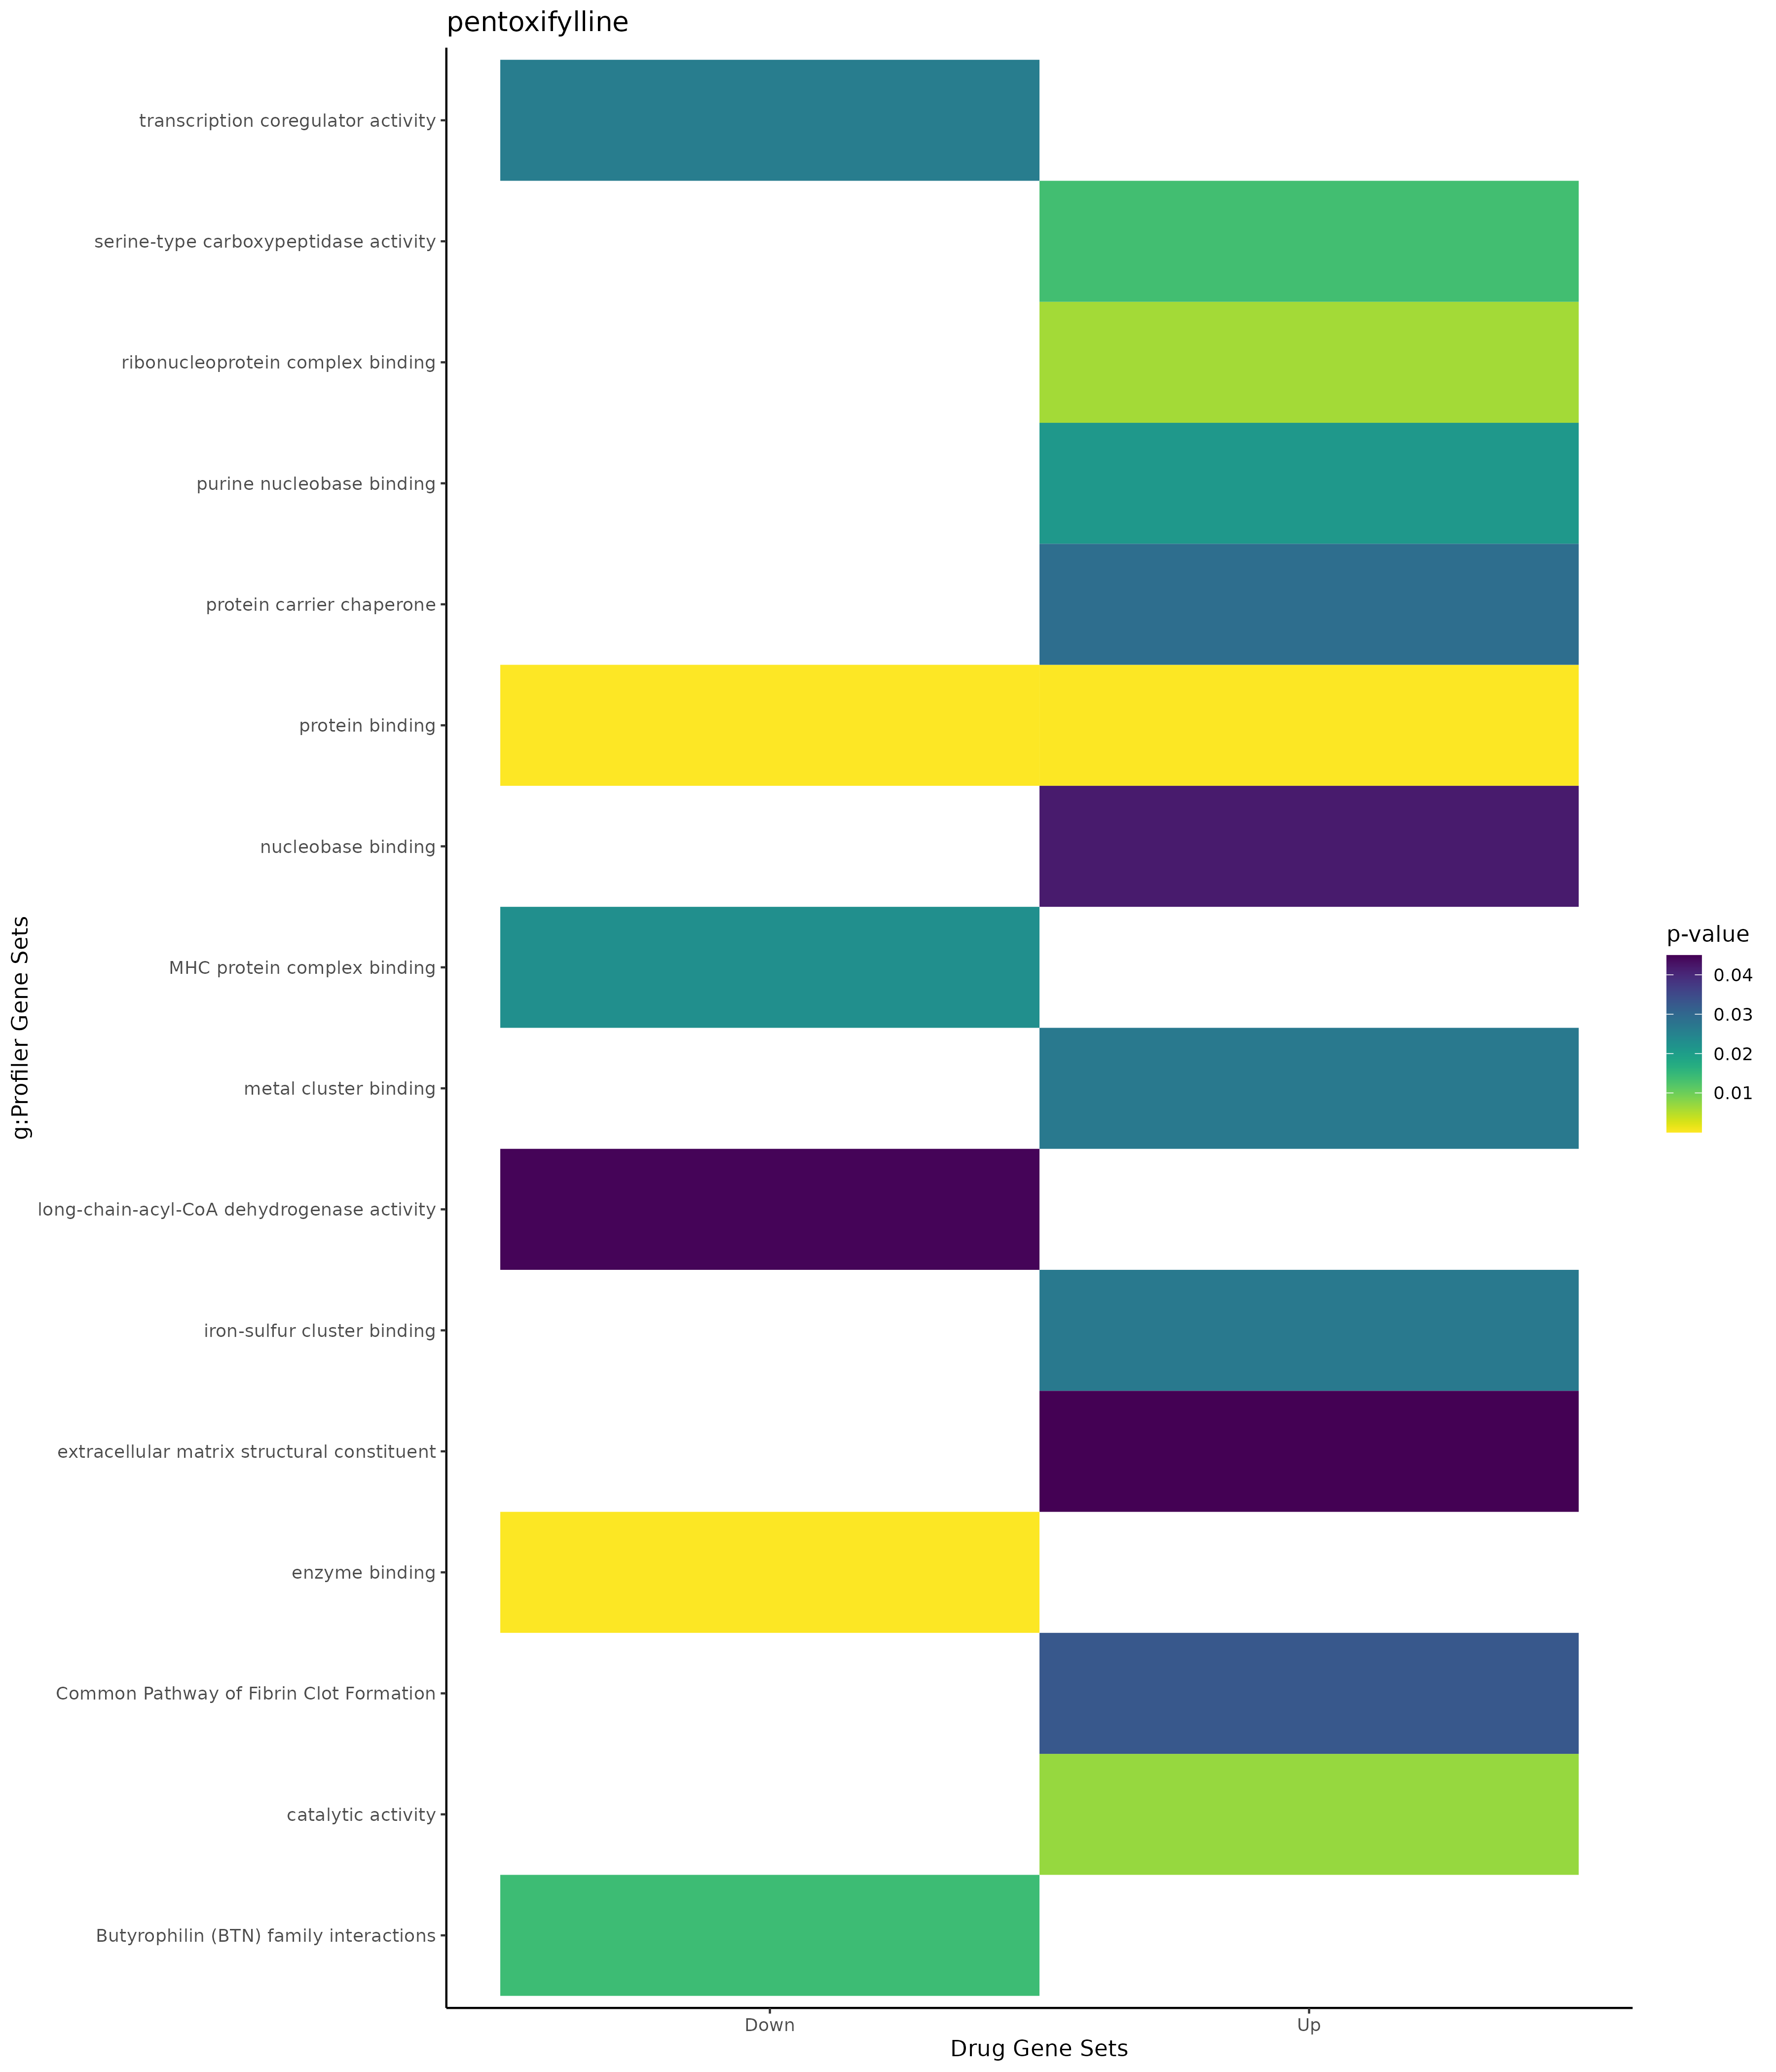 pentoxifylline
transcription coregulator activity
serine-type carboxypeptidase activity
ribonucleoprotein complex binding
purine nucleobase binding
protein carrier chaperone
protein binding
nucleobase binding
MHC protein complex binding
metal cluster binding
long-chain-acyl-CoA dehydrogenase activity
iron-sulfur cluster binding
extracellular matrix structural constituent
enzyme binding
Common Pathway of Fibrin Clot Formation
catalytic activity
Butyrophilin (BTN) family interactions
g:Profiler Gene Sets
Down
Up
Drug Gene Sets
p-value
0.04
0.03
0.02
0.01